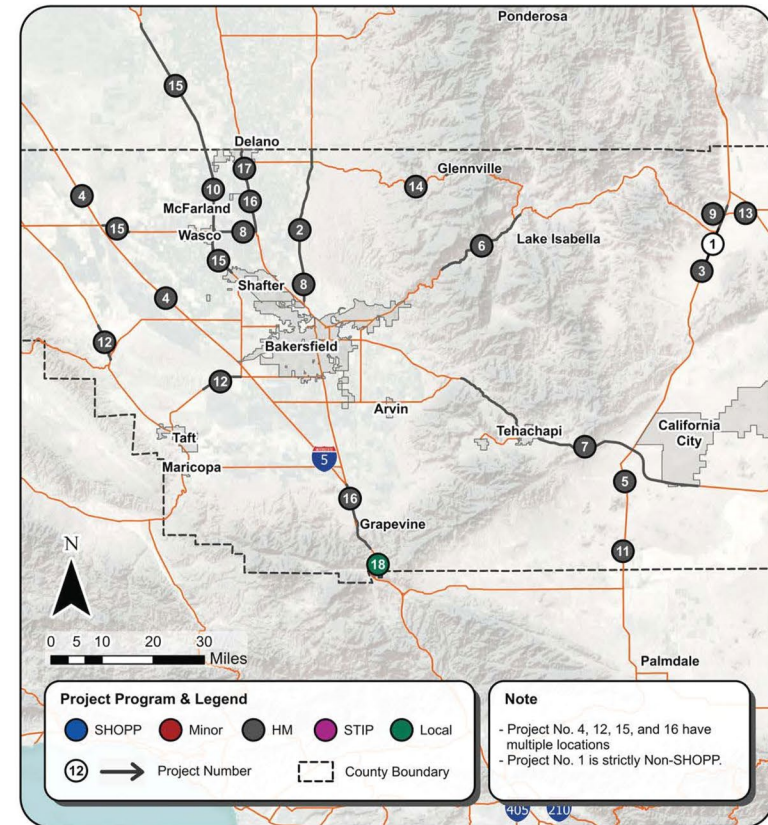 Ponderosa
15
Delano
17
Glennville
14
4
10
16
McFarland
9
13
15
Wasco
8
2
1
6
Lake Isabella
15
3
Shafter
8
4
12
Bakersfield
12
Arvin
California
City
Tehachapi
Taft
7
5
Maricopa
5
16
Grapevine
11
18
N
0 5 10 20 30
Miles
Palmdale
Project Program & Legend
SHOPP
Minor
HM
STIP
Local
12
Project Number
County Boundary
Note
- Project No. 4, 12, 15, and 16 have
multiple locations
- Project No. 1 is strictly Non-SHOPP.
405
210